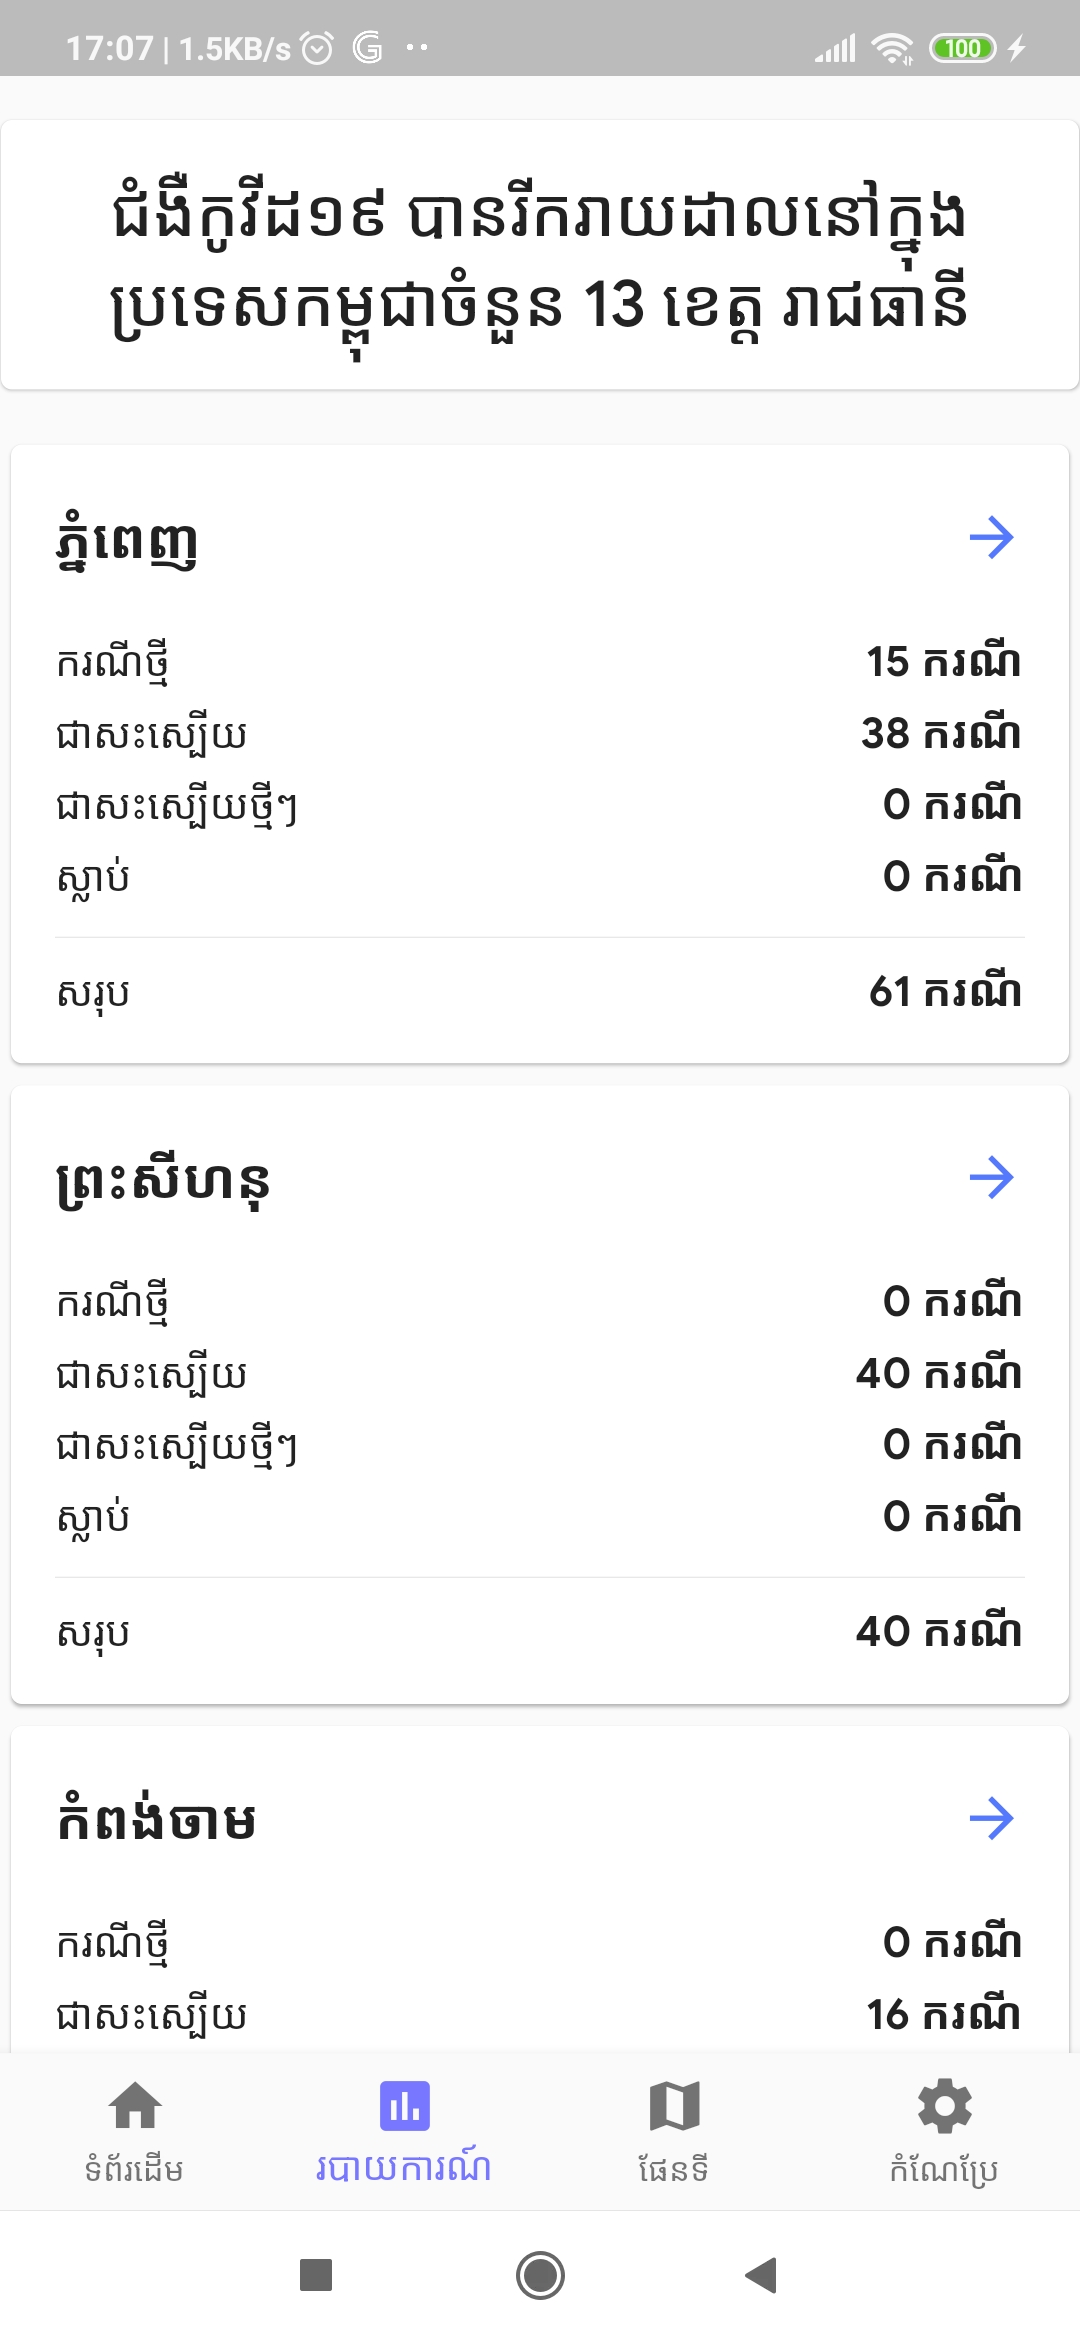 17:07 | 1.5KB/s
100
ជំងឺកូវីដ១៩ បានរីករាយដាលនៅក្នុង
ប្រទេសកម្ពុជាចំនួន 13 ខេត្ត រាជធានី
ភ្នំពេញ
ករណីថ្មី 15 ករណី
ជាសះស្បើយ 38 ករណី
ជាសះស្បើយថ្មីៗ 0 ករណី
ស្លាប់ 0 ករណី
សរុប 61 ករណី
ព្រះសីហនុ
ករណីថ្មី 0 ករណី
ជាសះស្បើយ 40 ករណី
ជាសះស្បើយថ្មីៗ 0 ករណី
ស្លាប់ 0 ករណី
សរុប 40 ករណី
កំពង់ចាម
ករណីថ្មី 0 ករណី
ជាសះស្បើយ 16 ករណី
ទំព័រដើម របាយការណ៍ ផែនទី កំណែប្រែ